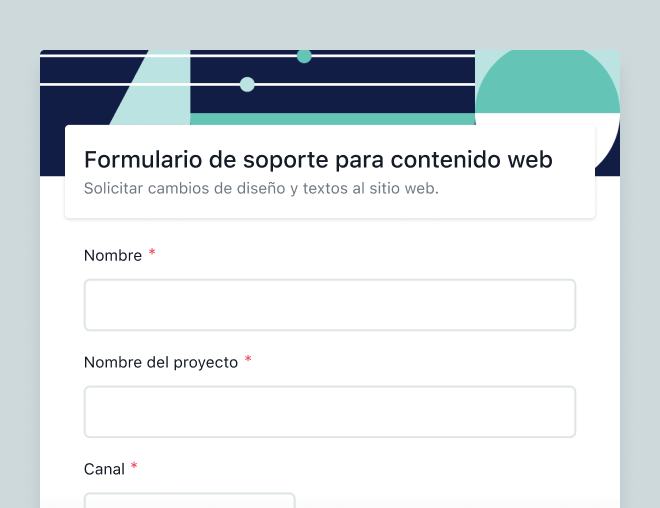 Formulario de soporte para contenido web
Solicitar cambios de diseño y textos al sitio web.
Nombre *
Nombre del proyecto *
Canal *